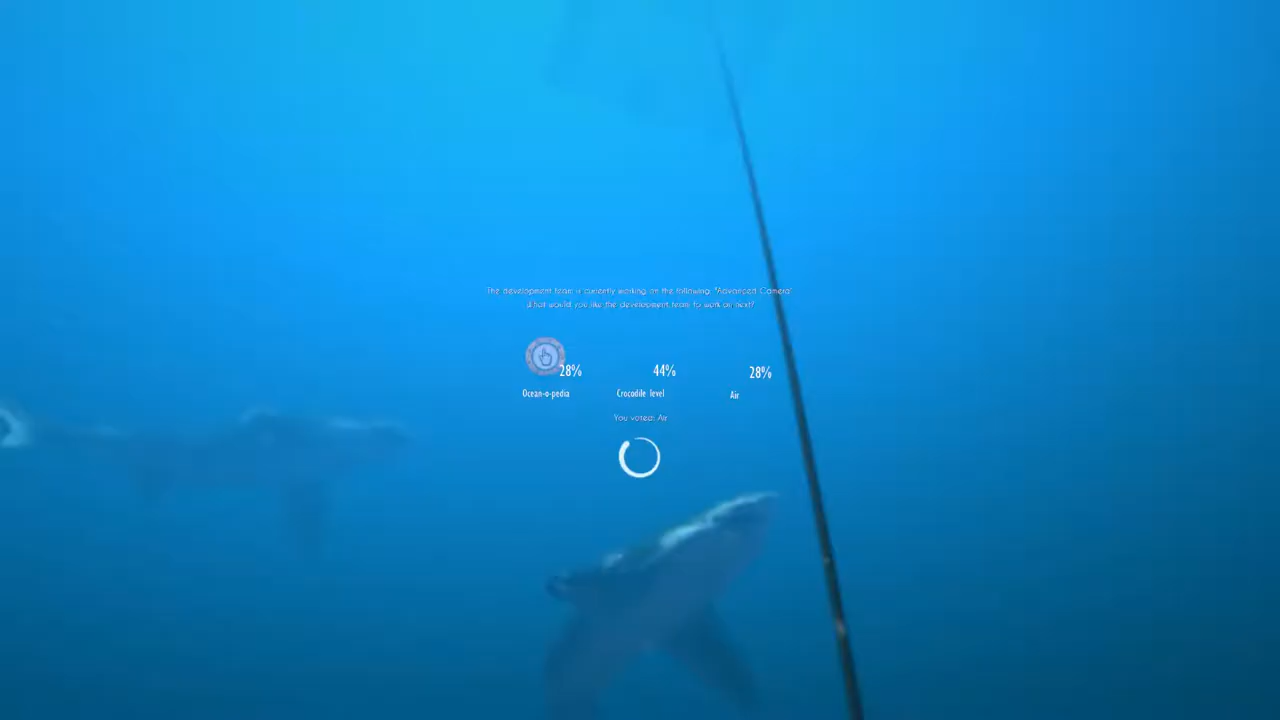 The development team is currently working on the following: "Advanced Camera"
What would you like the development team to work on next?
28% 44% 28%
Ocean-o-pedia Crocodile level Air
You voted: Air